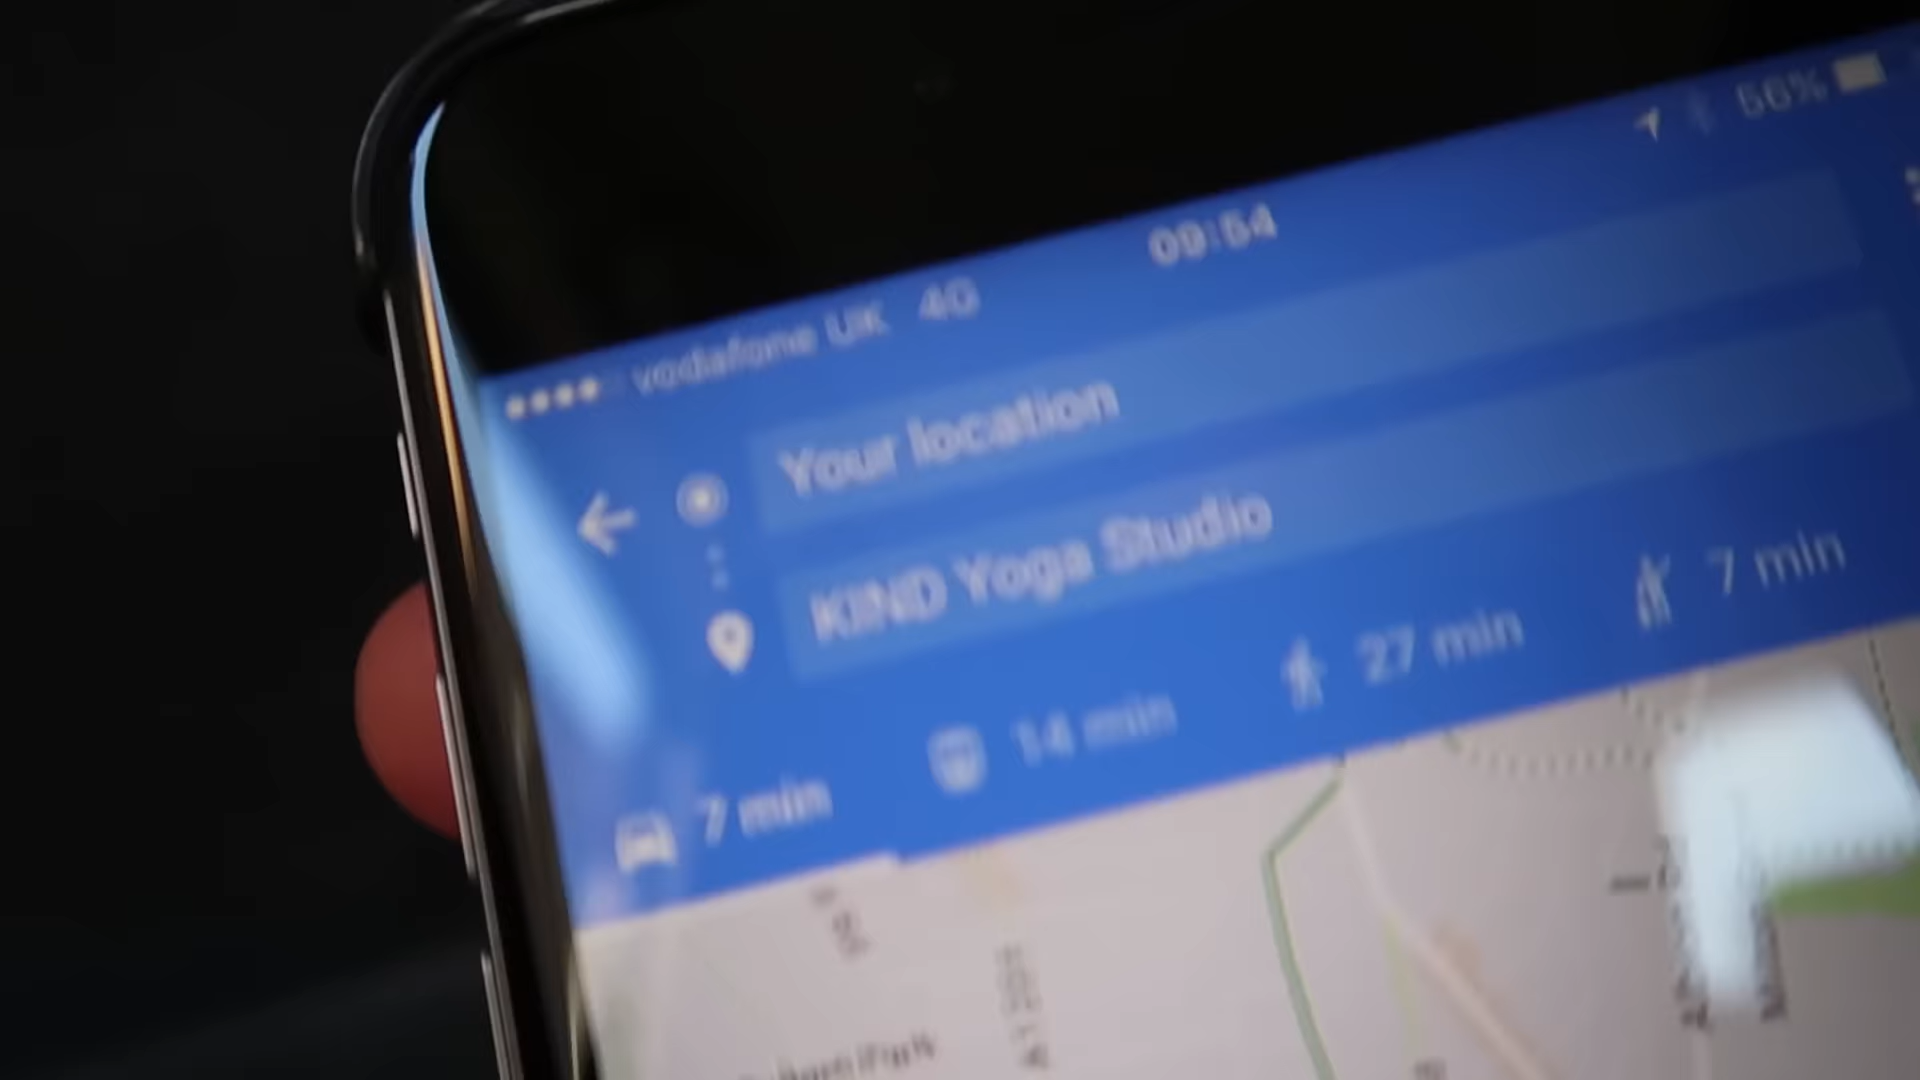 vodafone UK 4G 09:54 56%
Your location
KIND Yoga Studio
7 min 14 min 27 min 7 min
Park